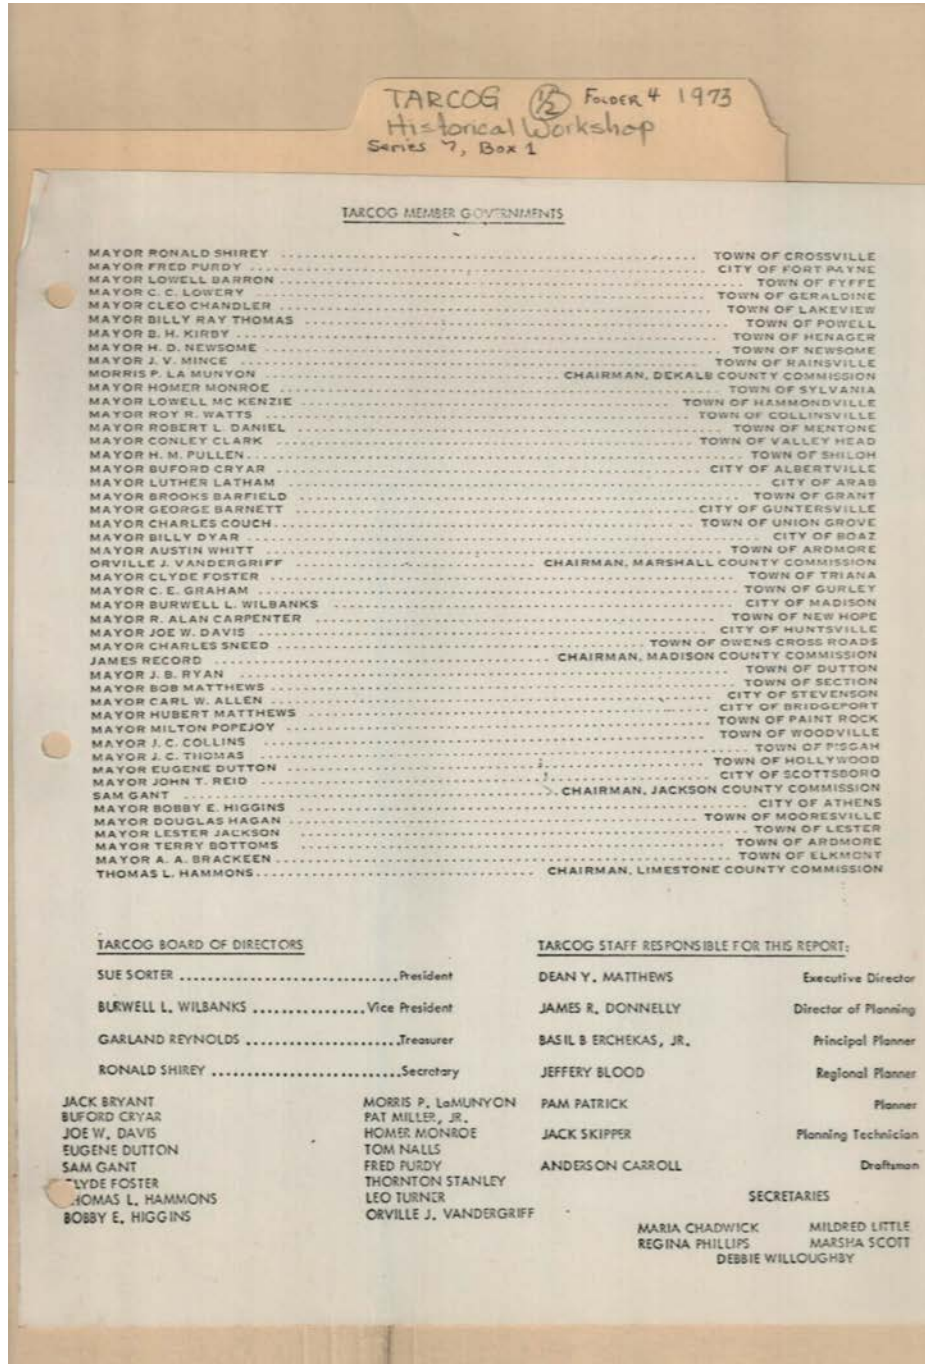 TARCOG 1/2 FOLDER 4 1973
Historical Workshop
Series 7, Box 1
TARCOG MEMBER GOVERNMENTS
MAYOR RONALD SHIREY ........ TOWN OF CROSSVILLE
MAYOR FRED PURDY ........ CITY OF FORT PAYNE
MAYOR LOWELL BARRON ........ TOWN OF FYFFE
MAYOR C. C. LOWERY ........ TOWN OF GERALDINE
MAYOR CLEO CHANDLER ........ TOWN OF LAKEVIEW
MAYOR BILLY RAY THOMAS ........ TOWN OF POWELL
MAYOR B. H. KIRBY ........ TOWN OF HENAGER
MAYOR H. D. NEWSOME ........ TOWN OF NEWSOME
MAYOR J. V. MINCE ........ TOWN OF RAINSVILLE
MORRIS P. LA MUNYON ........ CHAIRMAN, DEKALB COUNTY COMMISSION
MAYOR HOMER MONROE ........ TOWN OF SYLVANIA
MAYOR LOWELL MC KENZIE ........ TOWN OF HAMMONDVILLE
MAYOR ROY R. WATTS ........ TOWN OF COLLINSVILLE
MAYOR ROBERT L. DANIEL ........ TOWN OF MENTONE
MAYOR CONLEY CLARK ........ TOWN OF VALLEY HEAD
MAYOR H. M. PULLEN ........ TOWN OF SHILOH
MAYOR BUFORD CRYAR ........ CITY OF ALBERTVILLE
MAYOR LUTHER LATHAM ........ CITY OF ARAB
MAYOR BROOKS BARFIELD ........ TOWN OF GRANT
MAYOR GEORGE BARNETT ........ CITY OF GUNTERSVILLE
MAYOR CHARLES COUCH ........ TOWN OF UNION GROVE
MAYOR BILLY DYAR ........ CITY OF BOAZ
MAYOR AUSTIN WHITT ........ TOWN OF ARDMORE
ORVILLE J. VANDERGRIFF ........ CHAIRMAN, MARSHALL COUNTY COMMISSION
MAYOR CLYDE FOSTER ........ TOWN OF TRIANA
MAYOR C. E. GRAHAM ........ TOWN OF GURLEY
MAYOR BURWELL L. WILBANKS ........ CITY OF MADISON
MAYOR R. ALAN CARPENTER ........ TOWN OF NEW HOPE
MAYOR JOE W. DAVIS ........ CITY OF HUNTSVILLE
MAYOR CHARLES SNEED ........ TOWN OF OWENS CROSS ROADS
JAMES RECORD ........ CHAIRMAN, MADISON COUNTY COMMISSION
MAYOR J. B. RYAN ........ TOWN OF DUTTON
MAYOR BOB MATTHEWS ........ TOWN OF SECTION
MAYOR CARL W. ALLEN ........ CITY OF STEVENSON
MAYOR HUBERT MATTHEWS ........ CITY OF BRIDGEPORT
MAYOR MILTON POPEJOY ........ TOWN OF PAINT ROCK
MAYOR J. C. COLLINS ........ TOWN OF WOODVILLE
MAYOR J. C. THOMAS ........ TOWN OF PISGAH
MAYOR EUGENE DUTTON ........ TOWN OF HOLLYWOOD
MAYOR JOHN T. REID ........ CITY OF SCOTTSBORO
SAM GANT ........ CHAIRMAN, JACKSON COUNTY COMMISSION
MAYOR BOBBY E. HIGGINS ........ CITY OF ATHENS
MAYOR DOUGLAS HAGAN ........ TOWN OF MOORESVILLE
MAYOR LESTER JACKSON ........ TOWN OF LESTER
MAYOR TERRY BOTTOMS ........ TOWN OF ARDMORE
MAYOR A. A. BRACKEEN ........ TOWN OF ELKMONT
THOMAS L. HAMMONS ........ CHAIRMAN, LIMESTONE COUNTY COMMISSION
TARCOG BOARD OF DIRECTORS
SUE SORTER ........ President
BURWELL L. WILBANKS ........ Vice President
GARLAND REYNOLDS ........ Treasurer
RONALD SHIREY ........ Secretary
JACK BRYANT
BUFORD CRYAR
JOE W. DAVIS
EUGENE DUTTON
SAM GANT
CLYDE FOSTER
THOMAS L. HAMMONS
BOBBY E. HIGGINS
MORRIS P. LaMUNYON
PAT MILLER, JR.
HOMER MONROE
TOM NALLS
FRED PURDY
THORNTON STANLEY
LEO TURNER
ORVILLE J. VANDERGRIFF
TARCOG STAFF RESPONSIBLE FOR THIS REPORT:
DEAN Y. MATTHEWS Executive Director
JAMES R. DONNELLY Director of Planning
BASIL B ERCHEKAS, JR. Principal Planner
JEFFERY BLOOD Regional Planner
PAM PATRICK Planner
JACK SKIPPER Planning Technician
ANDERSON CARROLL Draftsman
SECRETARIES
MARIA CHADWICK MILDRED LITTLE
REGINA PHILLIPS MARSHA SCOTT
DEBBIE WILLOUGHBY